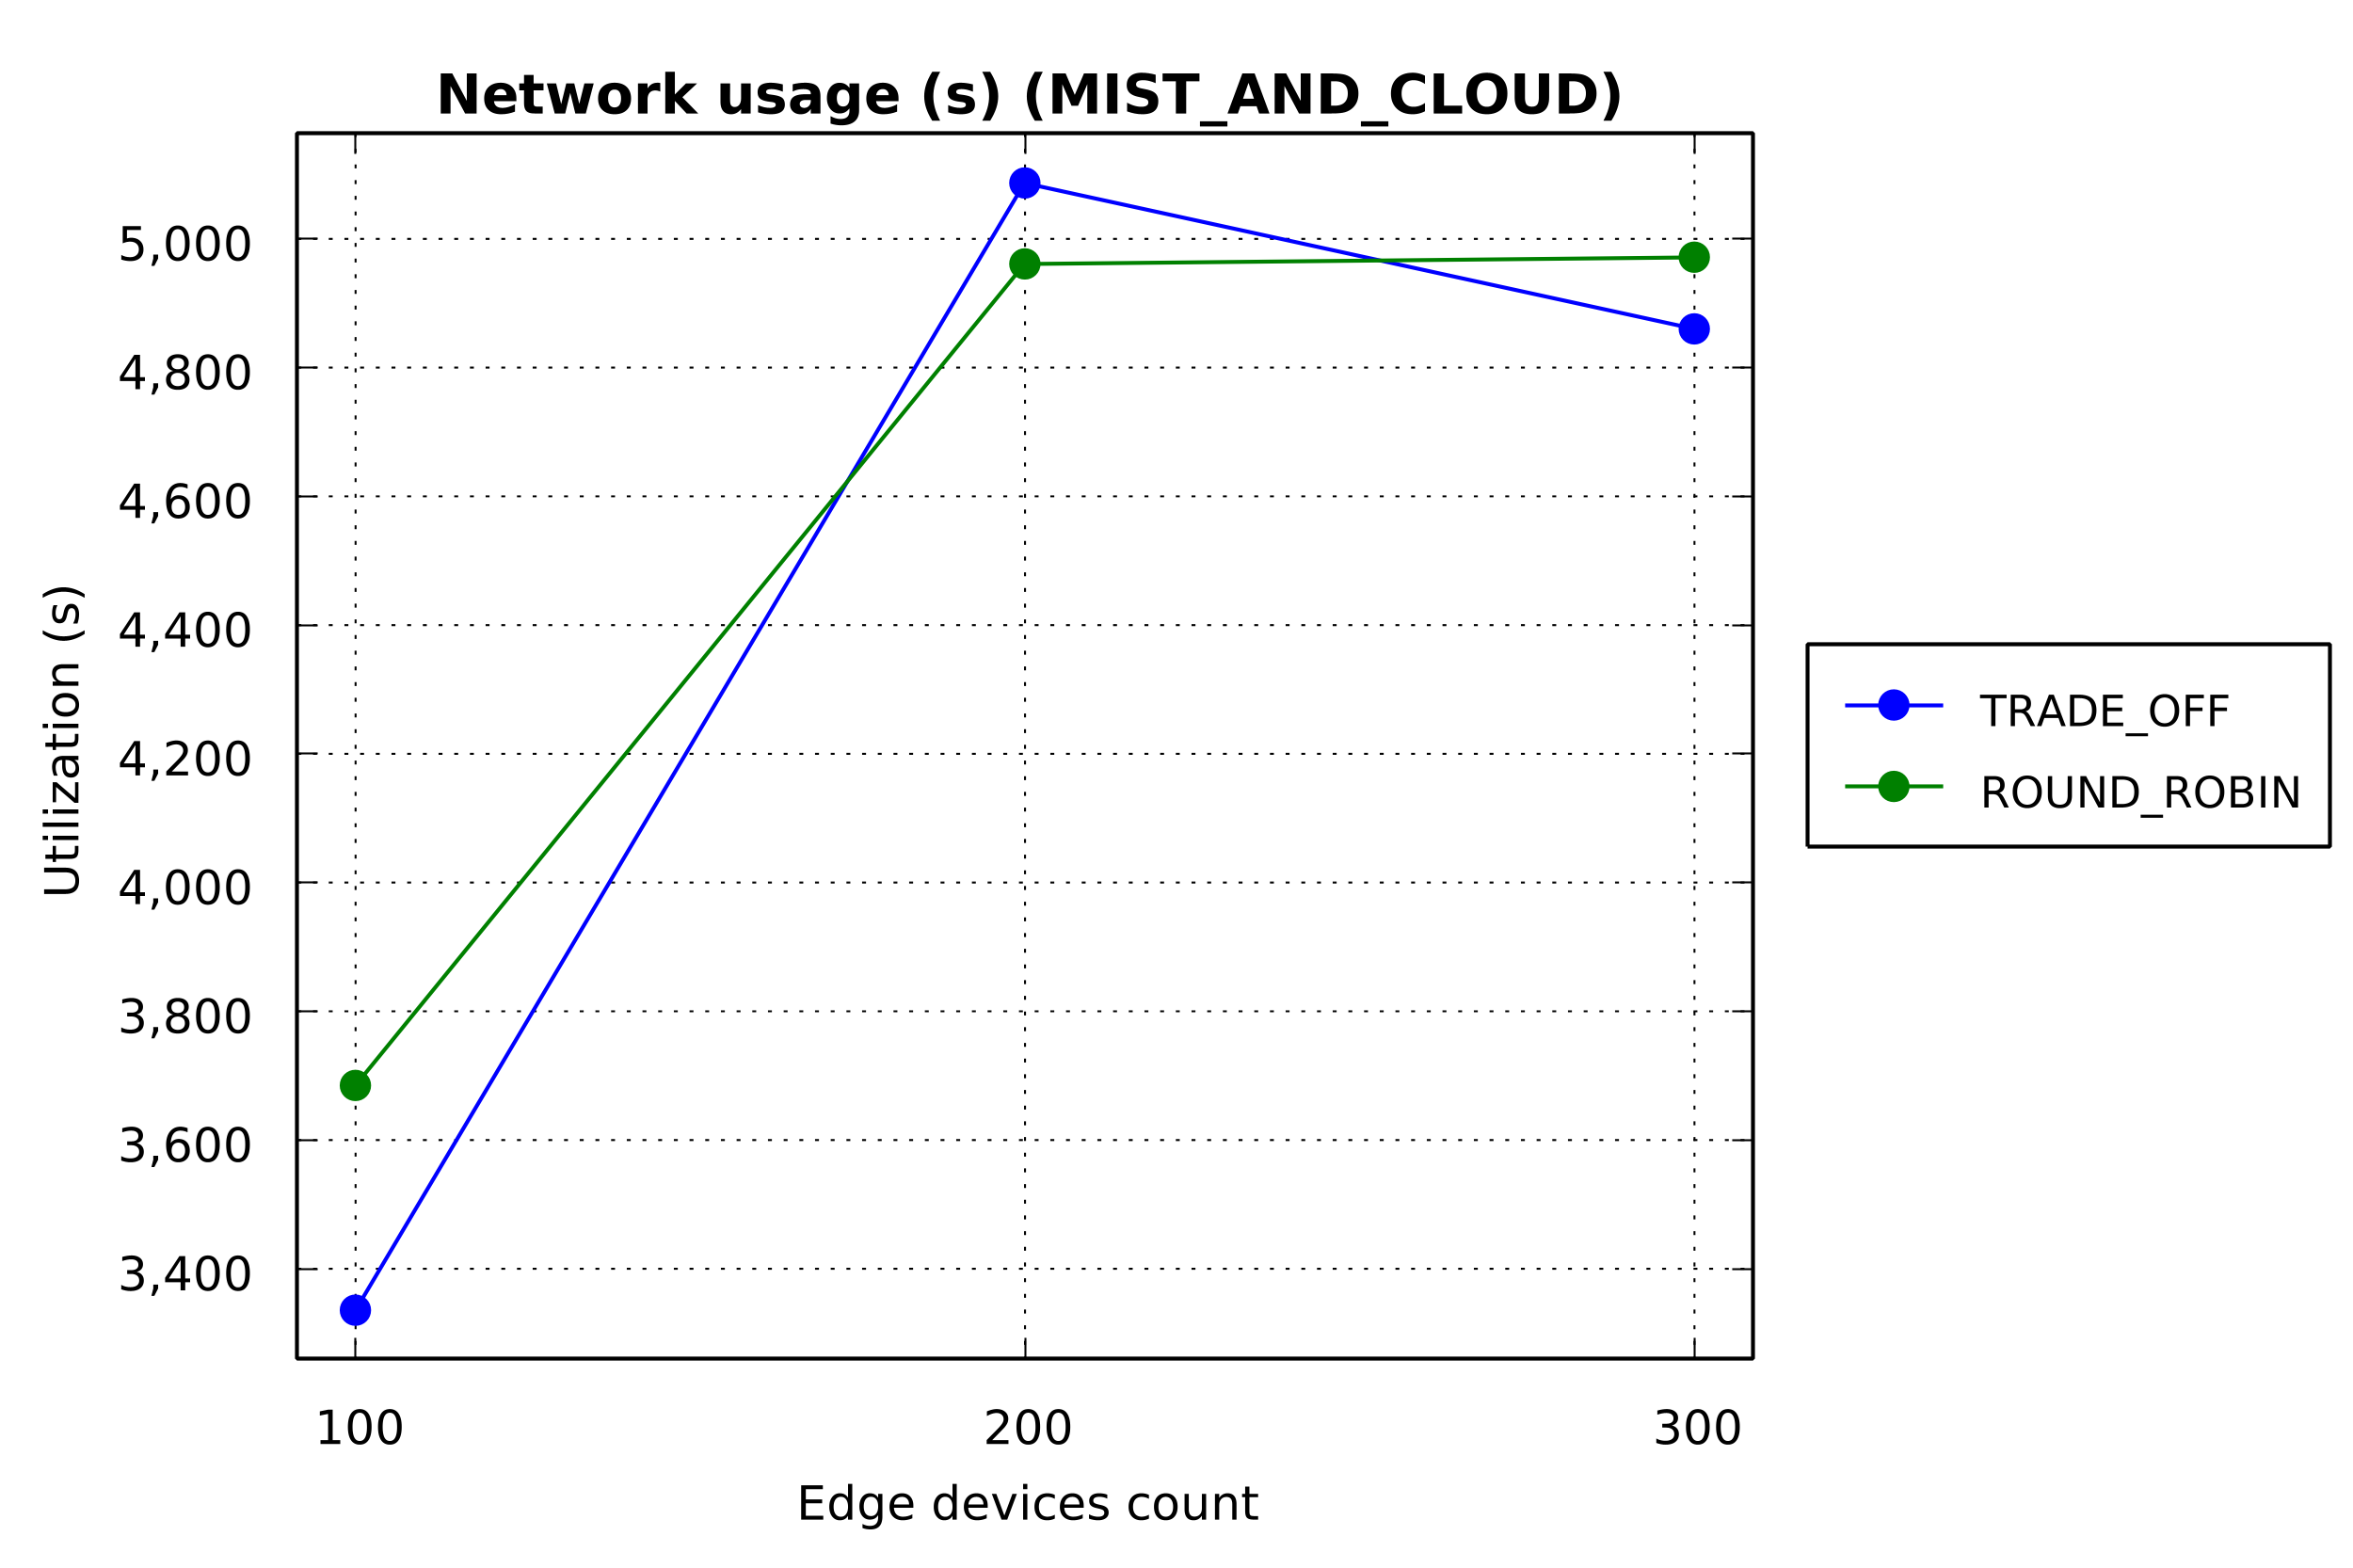 Network usage (s) (MIST_AND_CLOUD)
5,000
4,800
4,600
4,400
4,200
4,000
3,800
3,600
3,400
Utilization (s)
100
200
300
Edge devices count
TRADE_OFF
ROUND_ROBIN